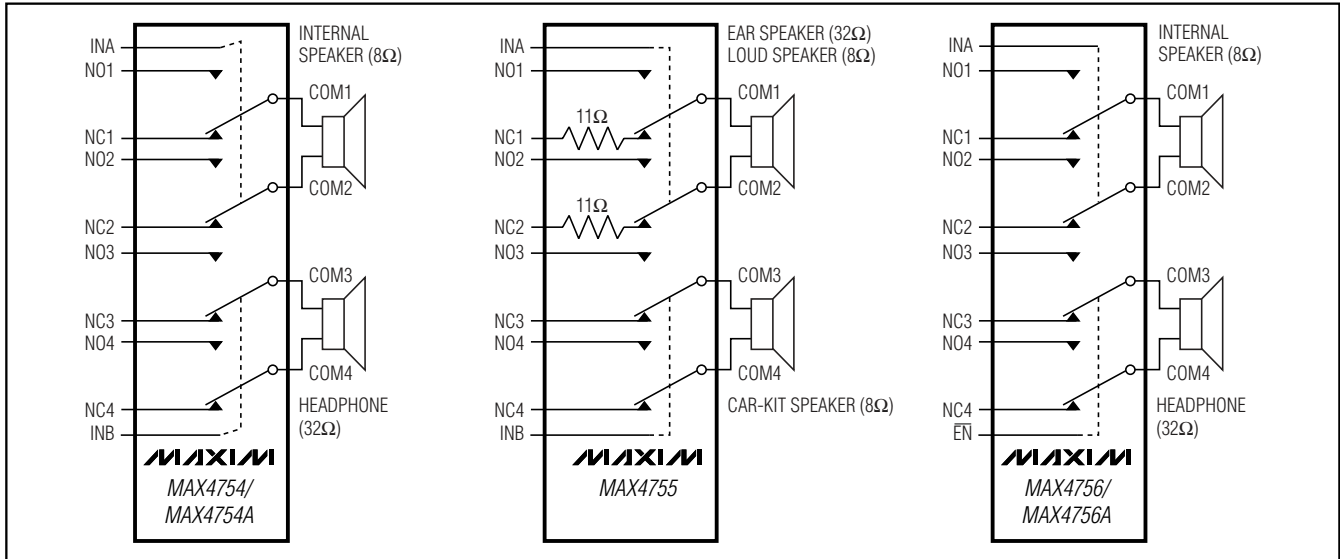 INA
NO1
NC1
NO2
NC2
NO3
NC3
NO4
NC4
INB
INTERNAL
SPEAKER (8Ω)
COM1
COM2
COM3
COM4
HEADPHONE
(32Ω)
MAXIM
MAX4754/
MAX4754A
INA
NO1
11Ω
NC1
NO2
11Ω
NC2
NO3
NC3
NO4
NC4
INB
EAR SPEAKER (32Ω)
LOUD SPEAKER (8Ω)
COM1
COM2
COM3
COM4
CAR-KIT SPEAKER (8Ω)
MAXIM
MAX4755
INA
NO1
NC1
NO2
NC2
NO3
NC3
NO4
NC4
EN
INTERNAL
SPEAKER (8Ω)
COM1
COM2
COM3
COM4
HEADPHONE
(32Ω)
MAXIM
MAX4756/
MAX4756A